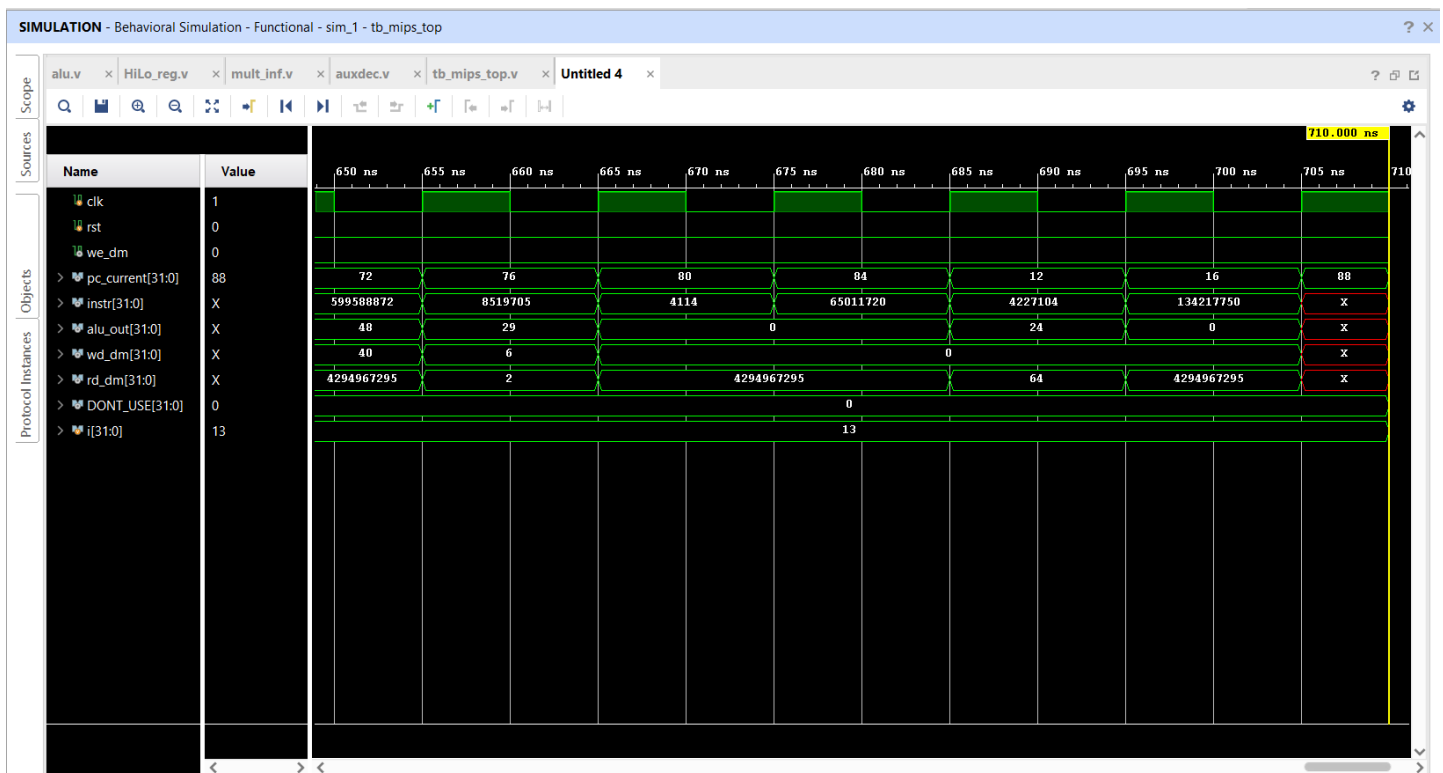 SIMULATION - Behavioral Simulation - Functional - sim_1 - tb_mips_top ? ×
Scope
Sources
Objects
Protocol Instances
alu.v × HiLo_reg.v × mult_inf.v × auxdec.v × tb_mips_top.v × Untitled 4 × ?
710.000 ns
Name Value 650 ns 655 ns 660 ns 665 ns 670 ns 675 ns 680 ns 685 ns 690 ns 695 ns 700 ns 705 ns 710
clk 1
rst 0
we_dm 0
> pc_current[31:0] 88 72 76 80 84 12 16 88
> instr[31:0] X 599588872 8519705 4114 65011720 4227104 134217750 X
> alu_out[31:0] X 48 29 0 24 0 X
> wd_dm[31:0] X 40 6 0 X
> rd_dm[31:0] X 4294967295 2 4294967295 64 4294967295 X
> DONT_USE[31:0] 0 0
> i[31:0] 13 13